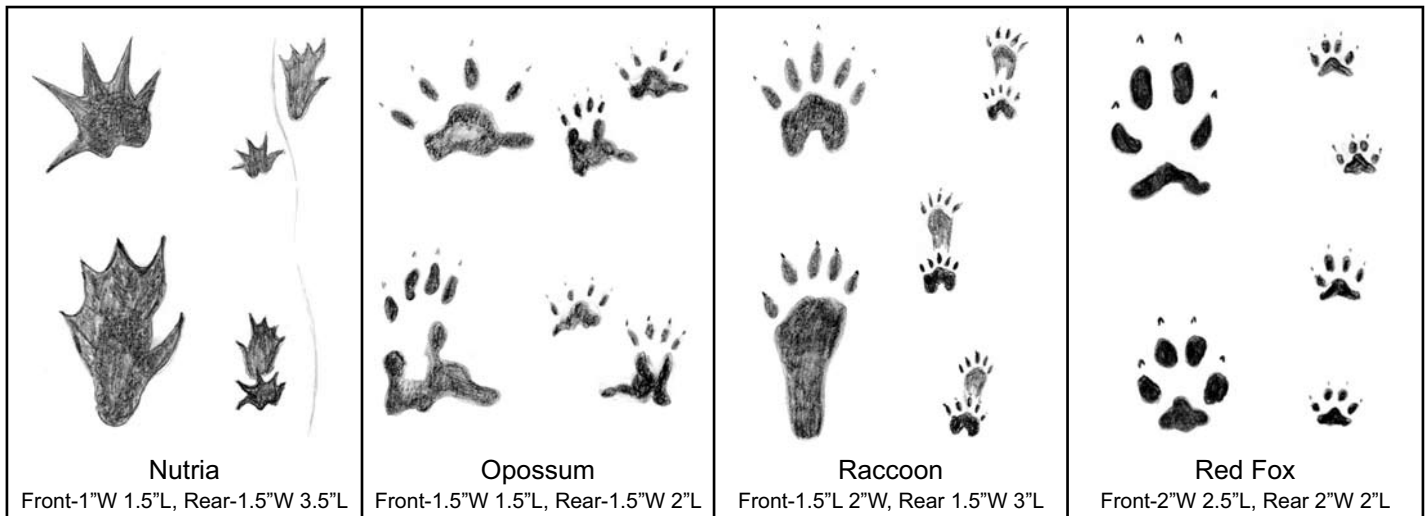 Nutria
Front-1”W 1.5”L, Rear-1.5”W 3.5”L
Opossum
Front-1.5”W 1.5”L, Rear-1.5”W 2”L
Raccoon
Front-1.5”L 2”W, Rear 1.5”W 3”L
Red Fox
Front-2”W 2.5”L, Rear 2”W 2”L